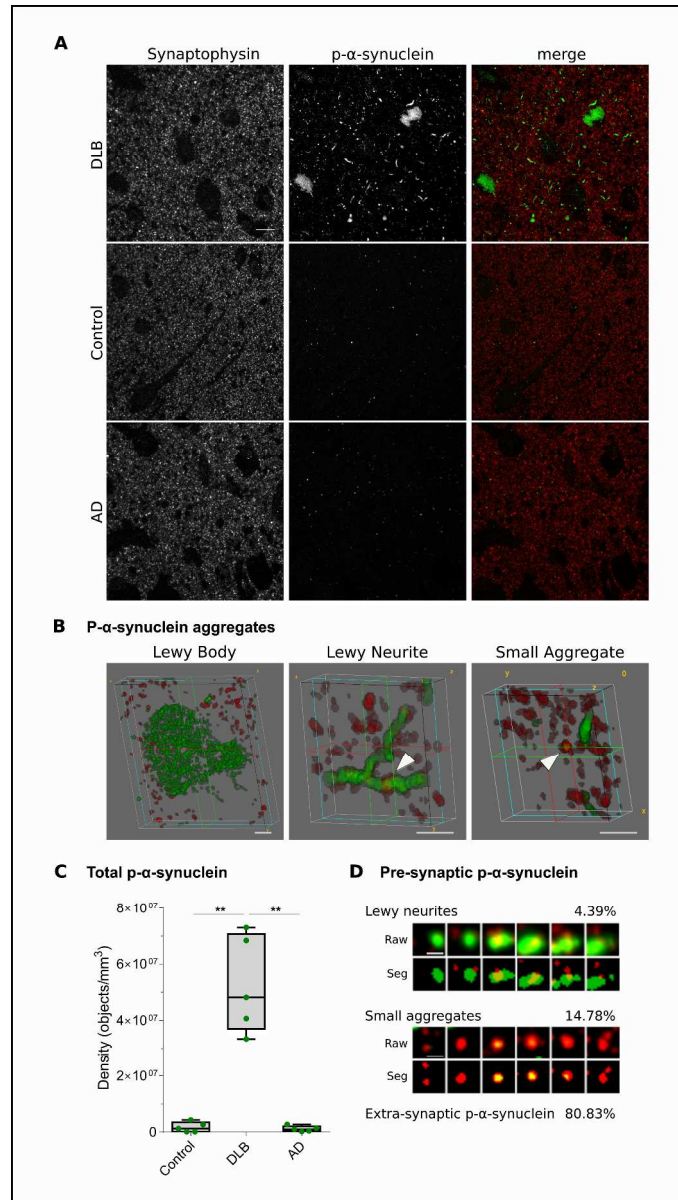 A
Synaptophysin p-α-synuclein merge
DLB
Control
AD
B P-α-synuclein aggregates
Lewy Body Lewy Neurite Small Aggregate
y z 0
x
C Total p-α-synuclein
** **
8×10⁰⁷
6×10⁰⁷
4×10⁰⁷
2×10⁰⁷
0
Density (objects/mm³)
Control DLB AD
D Pre-synaptic p-α-synuclein
Lewy neurites 4.39%
Raw
Seg
Small aggregates 14.78%
Raw
Seg
Extra-synaptic p-α-synuclein 80.83%